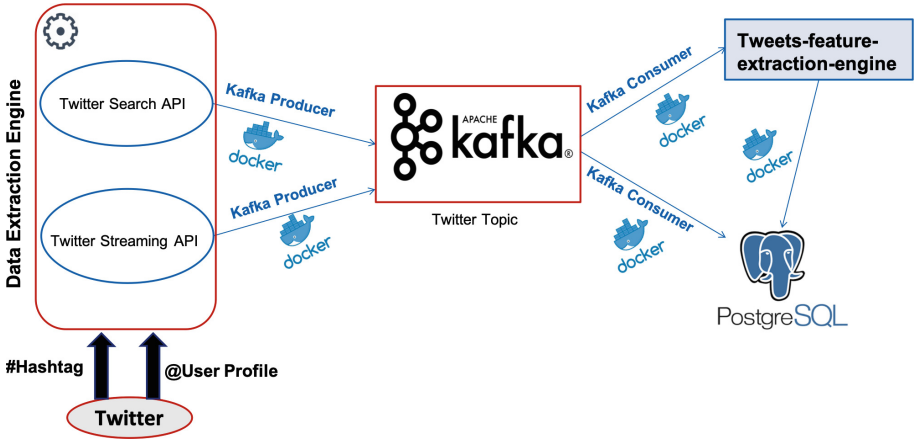 Data Extraction Engine
Twitter Search API
Twitter Streaming API
#Hashtag
@User Profile
Twitter
Kafka Producer
docker
Kafka Producer
docker
APACHE
kafka®
Twitter Topic
Kafka Consumer
docker
Kafka Consumer
docker
Tweets-feature-
extraction-engine
docker
PostgreSQL